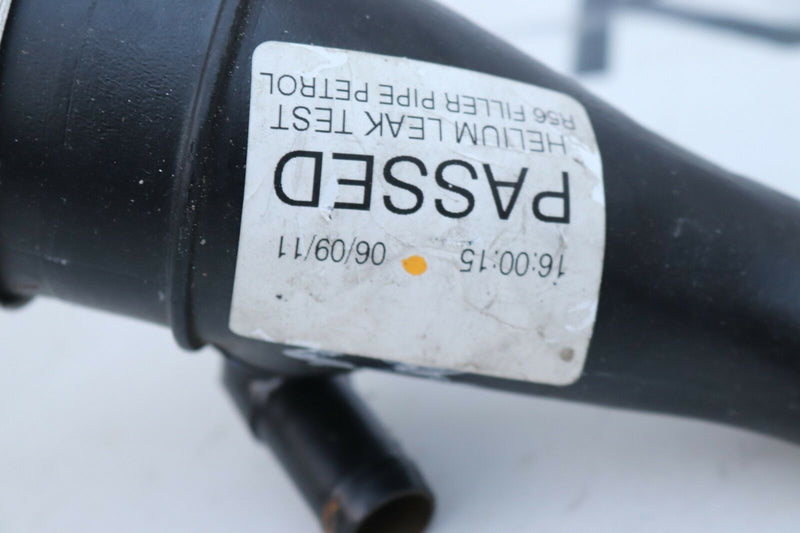 16:00:15 06/09/11
PASSED
HELIUM LEAK TEST
R56 FILLER PIPE PETROL